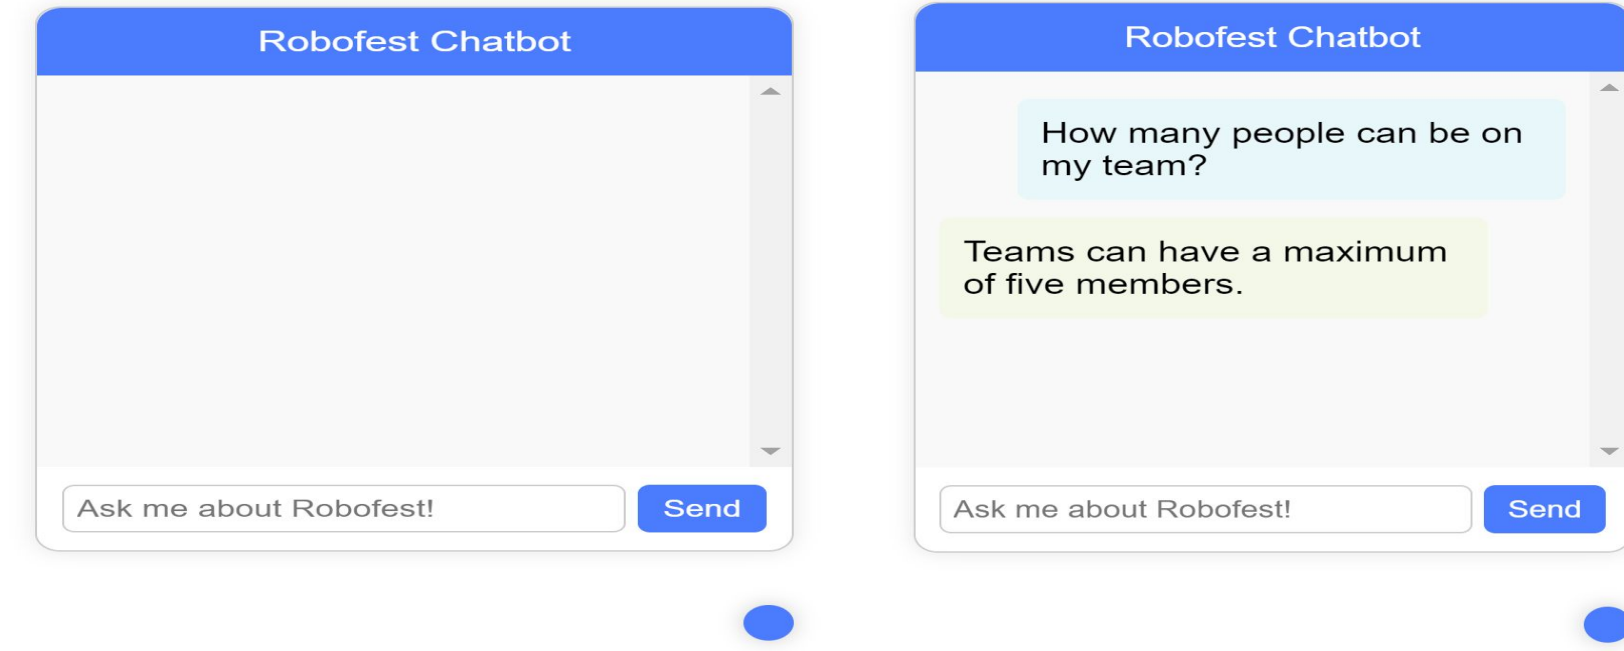 Robofest Chatbot
Ask me about Robofest!
Send
Robofest Chatbot
How many people can be on
my team?
Teams can have a maximum
of five members.
Ask me about Robofest!
Send